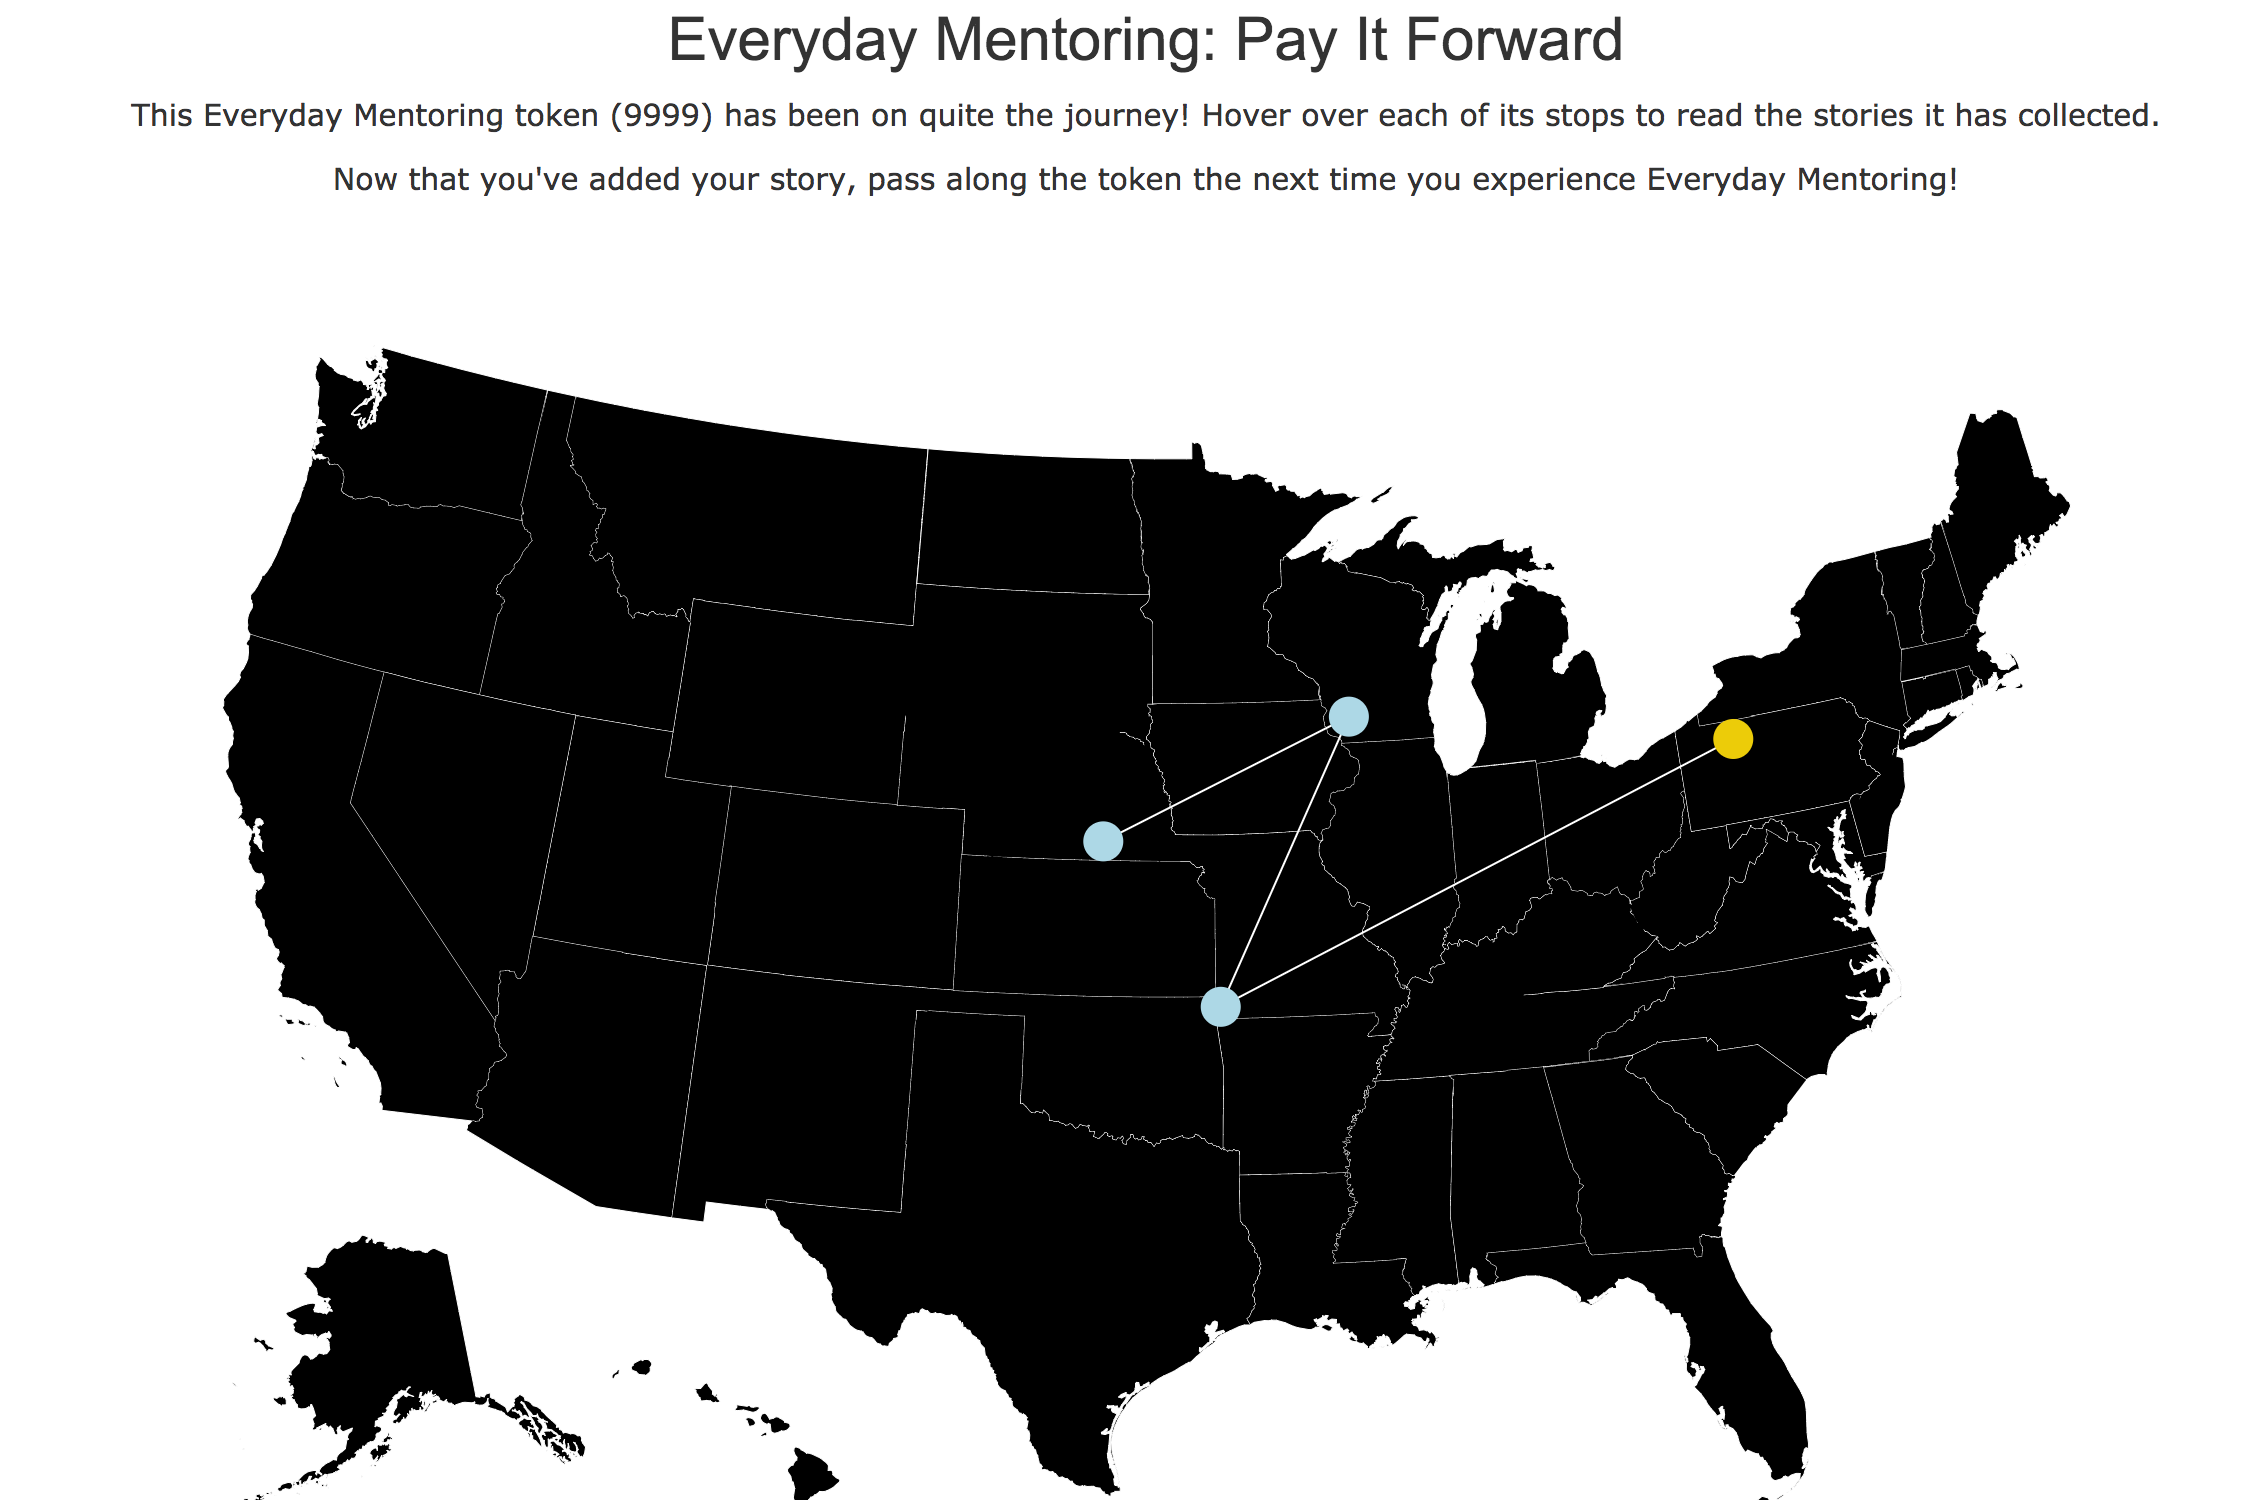 Everyday Mentoring: Pay It Forward
This Everyday Mentoring token (9999) has been on quite the journey! Hover over each of its stops to read the stories it has collected.
Now that you've added your story, pass along the token the next time you experience Everyday Mentoring!